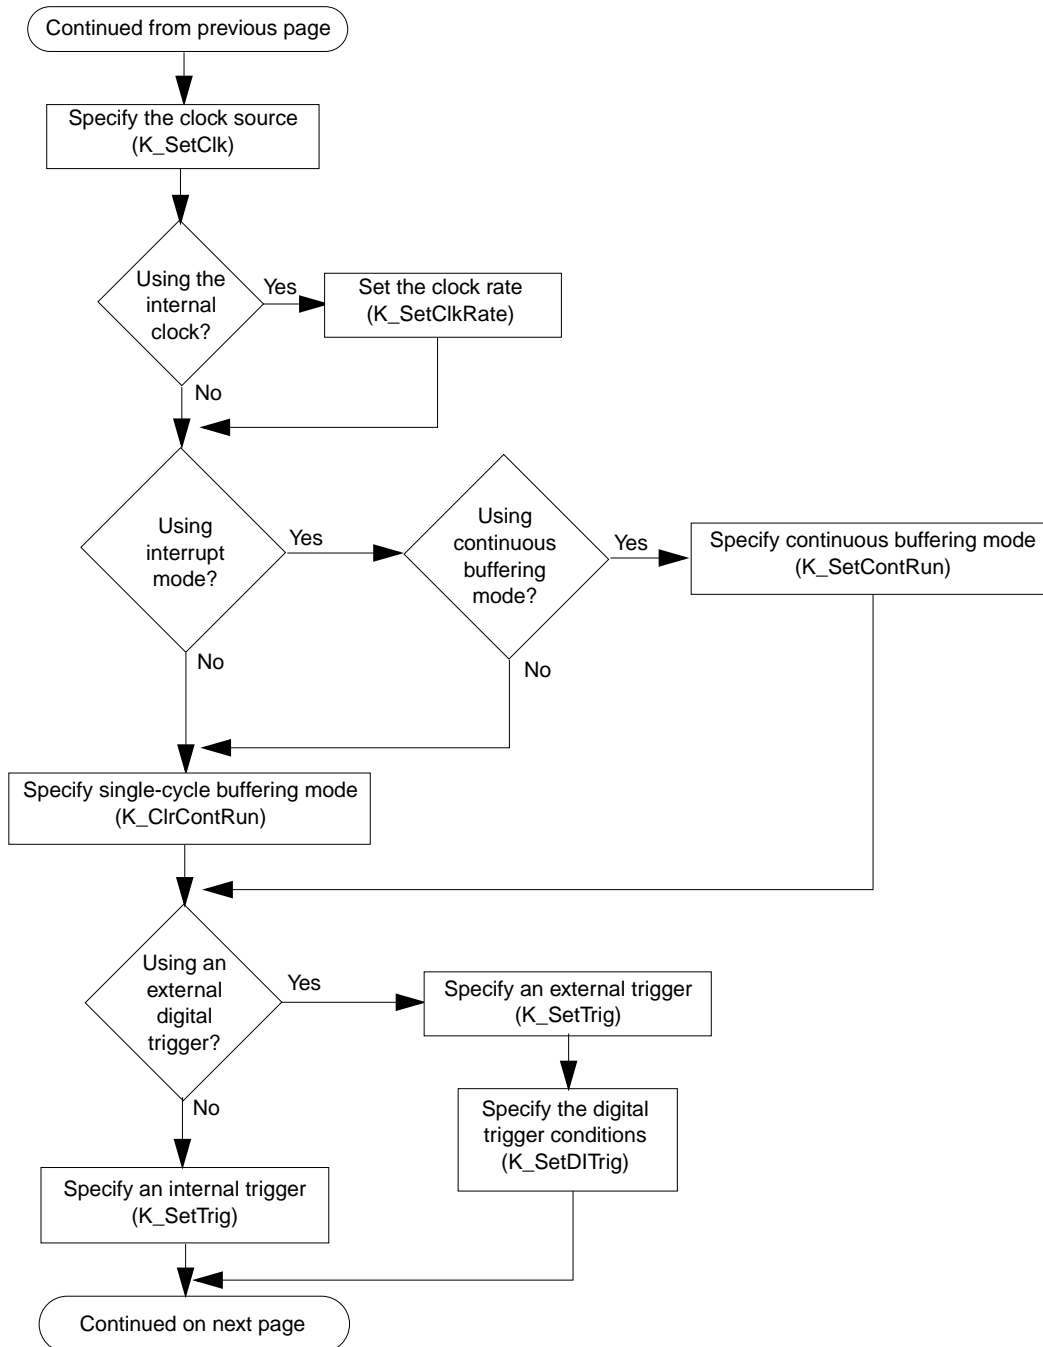 Continued from previous page
Specify the clock source
(K_SetClk)
Using the
internal
clock?
Yes
Set the clock rate
(K_SetClkRate)
No
Using
interrupt
mode?
Yes
Using
continuous
buffering
mode?
Yes
Specify continuous buffering mode
(K_SetContRun)
No
No
Specify single-cycle buffering mode
(K_ClrContRun)
Using an
external
digital
trigger?
Yes
Specify an external trigger
(K_SetTrig)
No
Specify the digital
trigger conditions
(K_SetDITrig)
Specify an internal trigger
(K_SetTrig)
Continued on next page